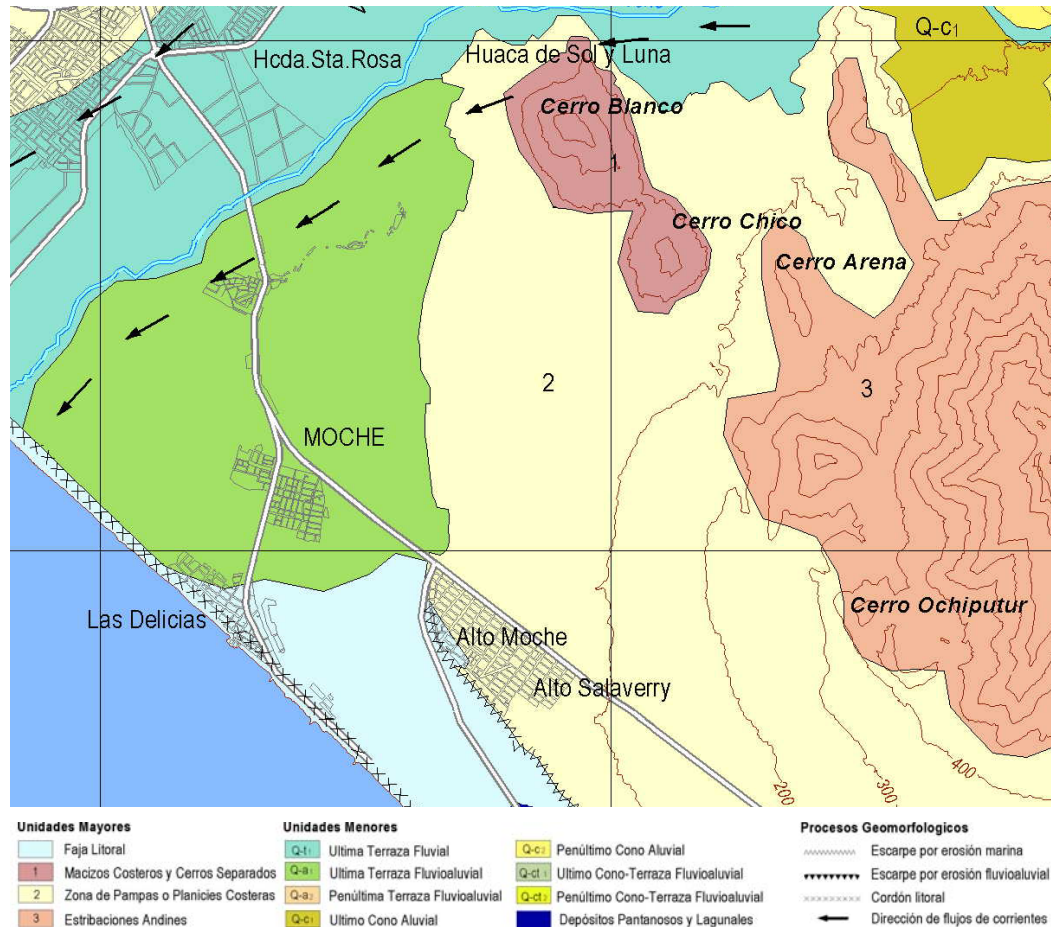 Q-c1
Hcda.Sta.Rosa
Huaca de Sol y Luna
Cerro Blanco
1
Cerro Chico
Cerro Arena
2
3
MOCHE
Las Delicias
Alto Moche
Alto Salaverry
Cerro Ochiputur
200
300
400
Unidades Mayores
Faja Litoral
1 Macizos Costeros y Cerros Separados
2 Zona de Pampas o Planicies Costeras
3 Estribaciones Andines
Unidades Menores
Q-t1 Ultima Terraza Fluvial
Q-a1 Ultima Terraza Fluvioaluvial
Q-a2 Penúltima Terraza Fluvioaluvial
Q-c1 Ultimo Cono Aluvial
Q-c2 Penúltimo Cono Aluvial
Q-ct1 Ultimo Cono-Terraza Fluvioaluvial
Q-ct2 Penúltimo Cono-Terraza Fluvioaluvial
Depósitos Pantanosos y Lagunales
Procesos Geomorfologicos
Escarpe por erosión marina
Escarpe por erosión fluvioaluvial
Cordón litoral
Dirección de flujos de corrientes